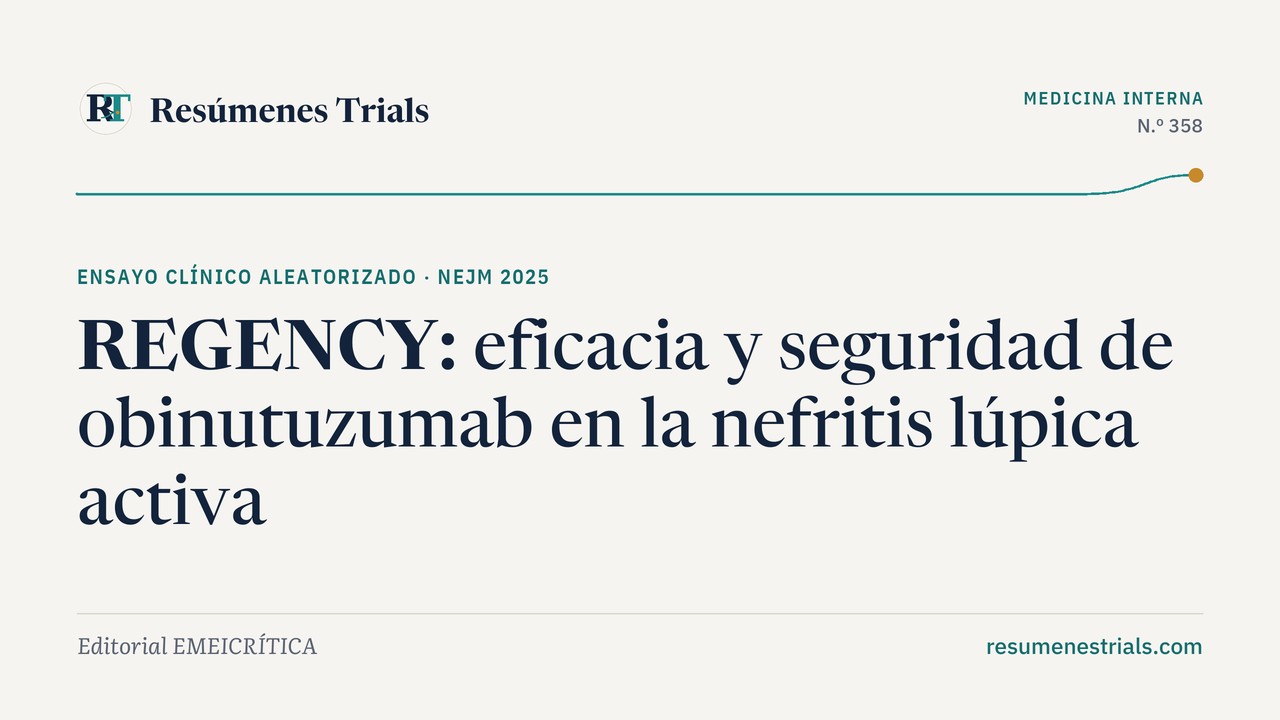 RT Resúmenes Trials
MEDICINA INTERNA
N.º 358
ENSAYO CLÍNICO ALEATORIZADO · NEJM 2025
REGENCY: eficacia y seguridad de
obinutuzumab en la nefritis lúpica
activa
Editorial EMEICRÍTICA
resumenestrials.com